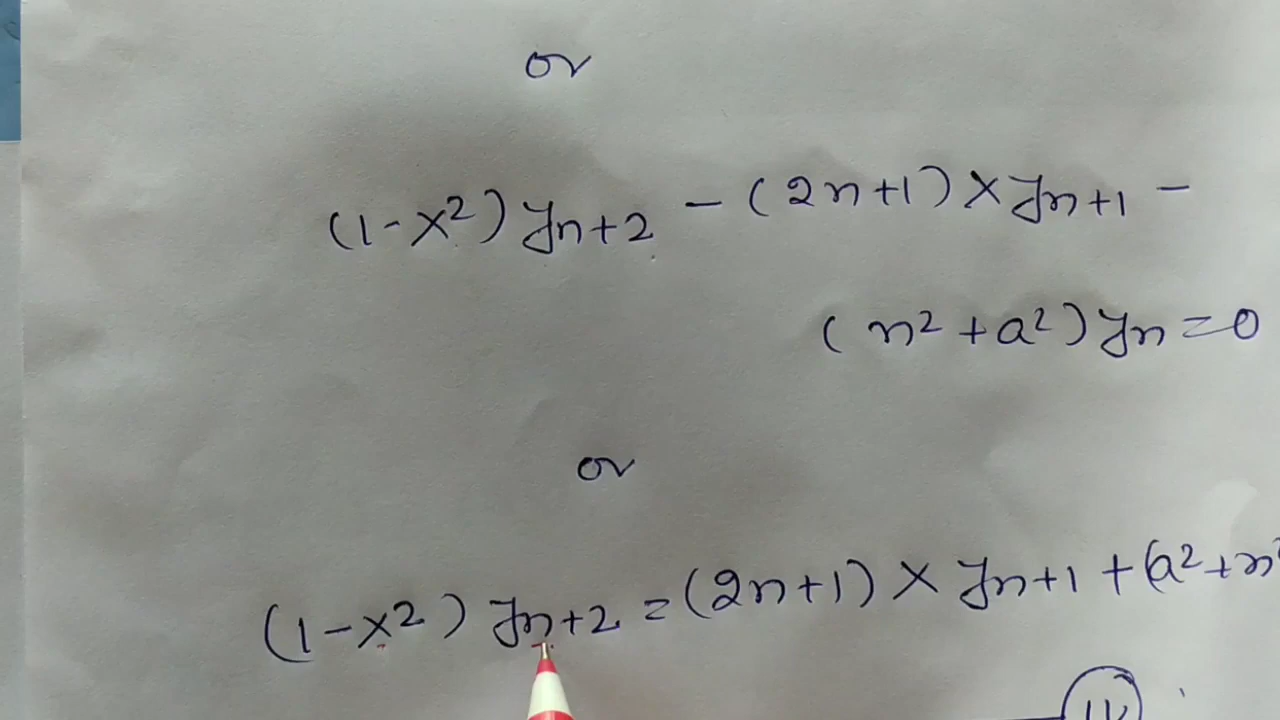 or
(1-x²) yn+2 - (2n+1) x yn+1 -
(n² + a²) yn = 0
or
(1-x²) yn+2 = (2n+1) x yn+1 + (a² + n²